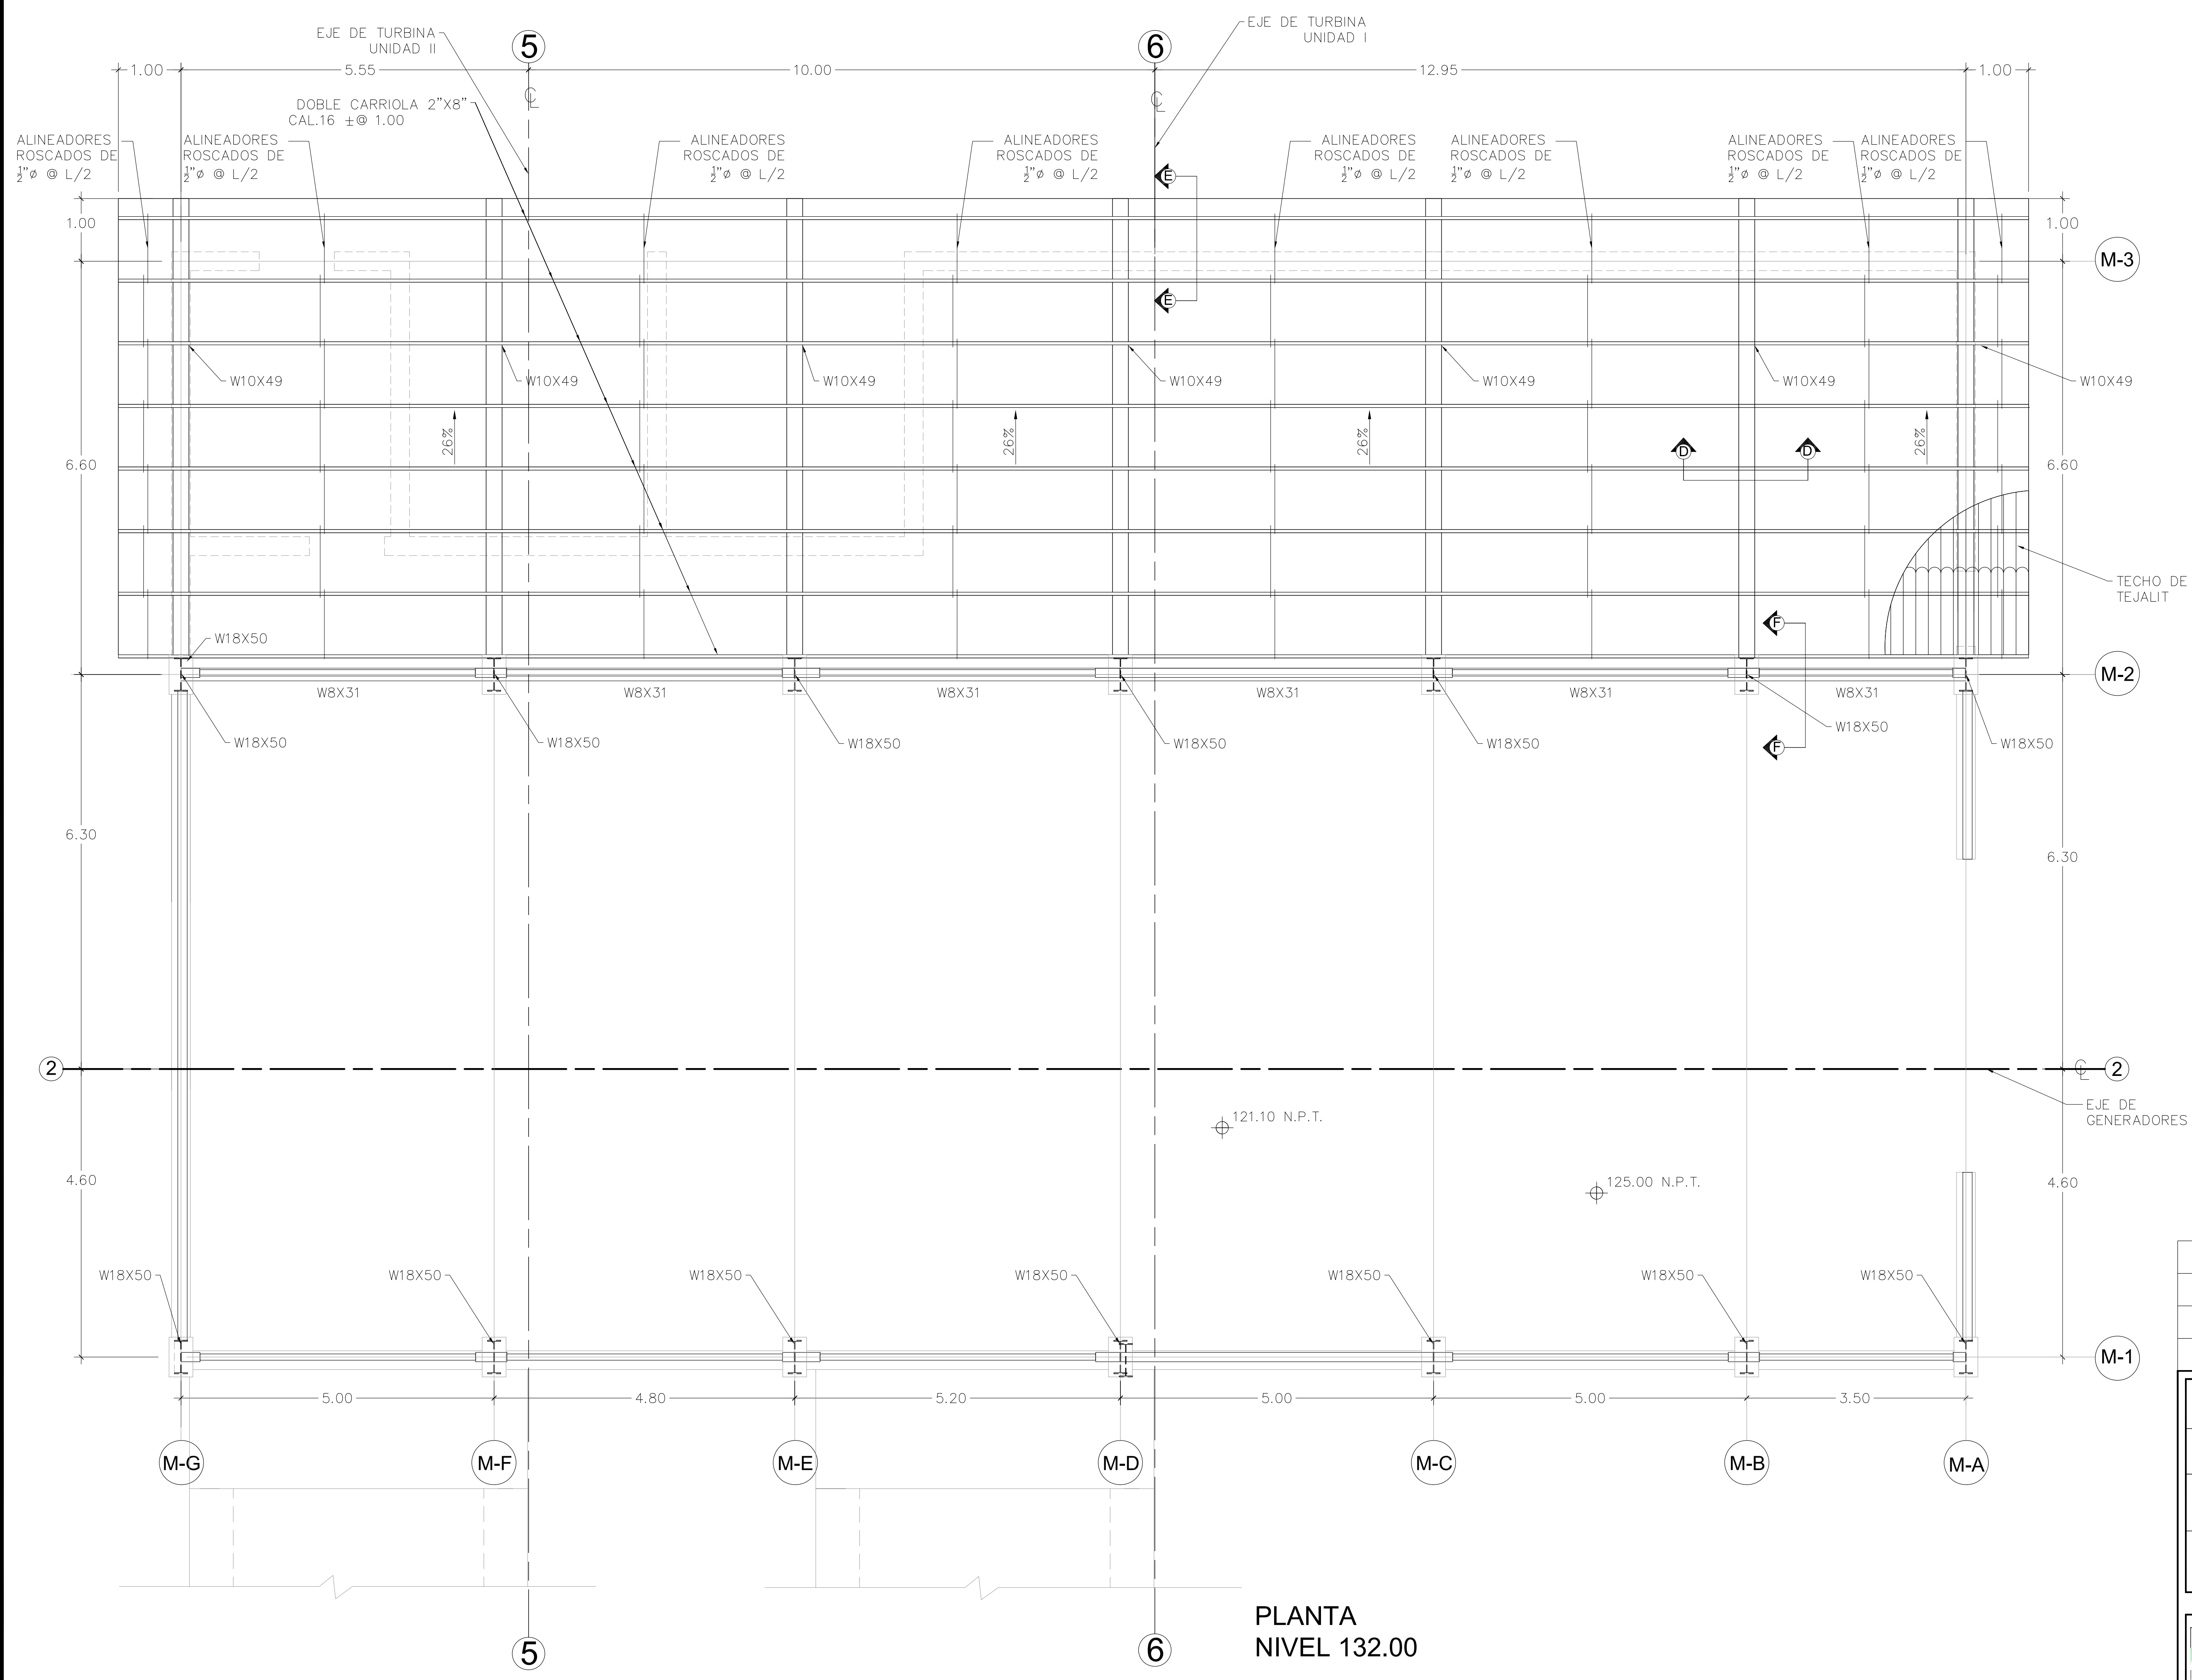 EJE DE TURBINA
UNIDAD II
5
6
EJE DE TURBINA
UNIDAD I
1.00
5.55
10.00
12.95
1.00
DOBLE CARRIOLA 2"X8"
CAL.16 ±@ 1.00
ALINEADORES
ROSCADOS DE
½"ø @ L/2
ALINEADORES
ROSCADOS DE
½"ø @ L/2
ALINEADORES
ROSCADOS DE
½"ø @ L/2
ALINEADORES
ROSCADOS DE
½"ø @ L/2
ALINEADORES
ROSCADOS DE
½"ø @ L/2
ALINEADORES
ROSCADOS DE
½"ø @ L/2
ALINEADORES
ROSCADOS DE
½"ø @ L/2
ALINEADORES
ROSCADOS DE
½"ø @ L/2
E
1.00
1.00
M-3
E
W10X49
W10X49
W10X49
W10X49
W10X49
W10X49
W10X49
26%
26%
26%
26%
D
D
6.60
6.60
TECHO DE
TEJALIT
F
W18X50
M-2
W8X31
W8X31
W8X31
W8X31
W8X31
W8X31
W18X50
W18X50
W18X50
W18X50
W18X50
W18X50
W18X50
F
6.30
6.30
2
2
EJE DE
GENERADORES
121.10 N.P.T.
125.00 N.P.T.
4.60
4.60
W18X50
W18X50
W18X50
W18X50
W18X50
W18X50
W18X50
M-1
5.00
4.80
5.20
5.00
5.00
3.50
M-G
M-F
M-E
M-D
M-C
M-B
M-A
PLANTA
NIVEL 132.00
5
6